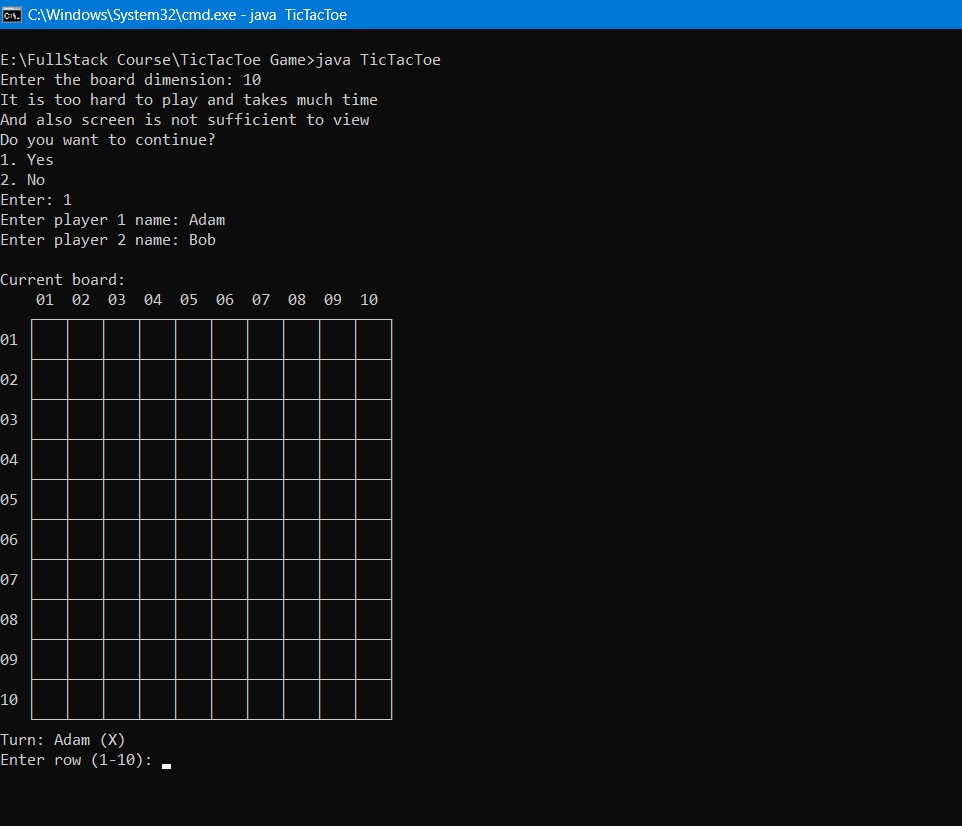 C:\Windows\System32\cmd.exe - java  TicTacToe
E:\FullStack Course\TicTacToe Game>java TicTacToe
Enter the board dimension: 10
It is too hard to play and takes much time
And also screen is not sufficient to view
Do you want to continue?
1. Yes
2. No
Enter: 1
Enter player 1 name: Adam
Enter player 2 name: Bob
Current board:
01 02 03 04 05 06 07 08 09 10
01
02
03
04
05
06
07
08
09
10
Turn: Adam (X)
Enter row (1-10):